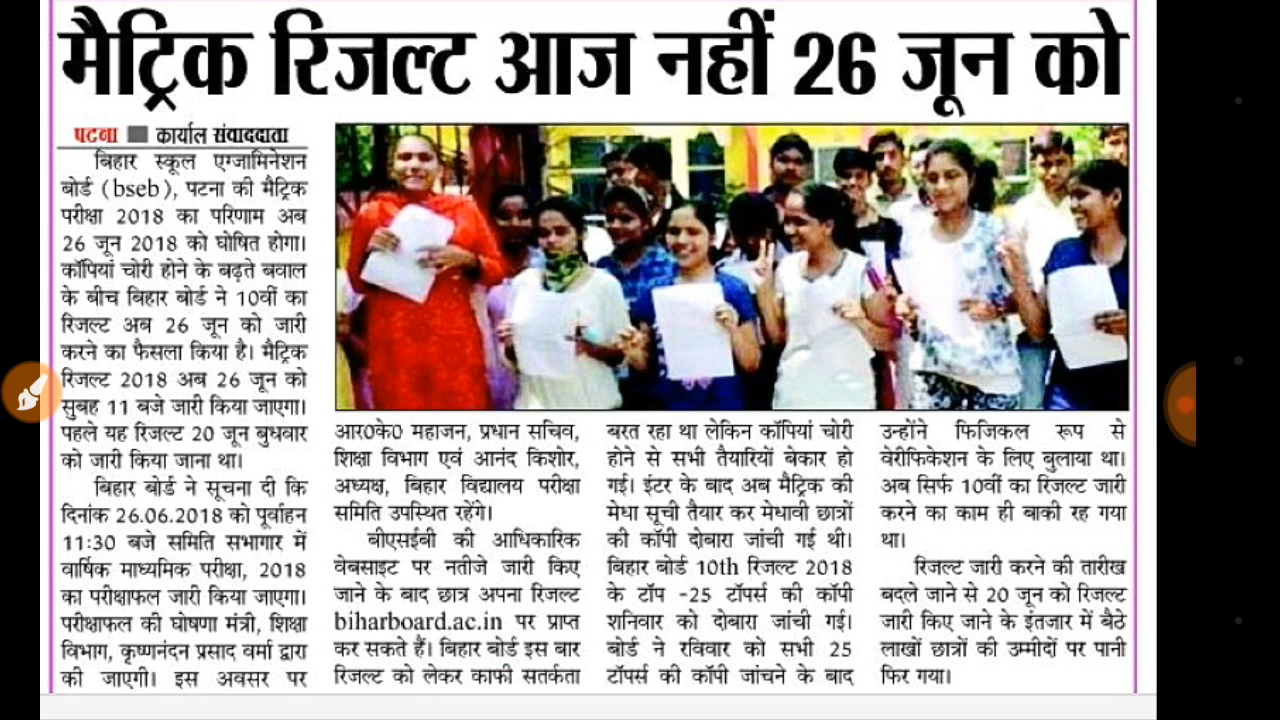 मैट्रिक रिजल्ट आज नहीं 26 जून को
पटना ■ कार्याल संवाददाता
बिहार स्कूल एग्जामिनेशन
बोर्ड (bseb), पटना की मैट्रिक
परीक्षा 2018 का परिणाम अब
26 जून 2018 को घोषित होगा।
कॉपियां चोरी होने के बढ़ते बवाल
के बीच बिहार बोर्ड ने 10वीं का
रिजल्ट अब 26 जून को जारी
करने का फैसला किया है। मैट्रिक
रिजल्ट 2018 अब 26 जून को
सुबह 11 बजे जारी किया जाएगा।
पहले यह रिजल्ट 20 जून बुधवार
को जारी किया जाना था।
बिहार बोर्ड ने सूचना दी कि
दिनांक 26.06.2018 को पूर्वाहन
11:30 बजे समिति सभागार में
वार्षिक माध्यमिक परीक्षा, 2018
का परीक्षाफल जारी किया जाएगा।
परीक्षाफल की घोषणा मंत्री, शिक्षा
विभाग, कृष्णनंदन प्रसाद वर्मा द्वारा
की जाएगी। इस अवसर पर
आर0के0 महाजन, प्रधान सचिव,
शिक्षा विभाग एवं आनंद किशोर,
अध्यक्ष, बिहार विद्यालय परीक्षा
समिति उपस्थित रहेंगे।
बीएसईबी की आधिकारिक
वेबसाइट पर नतीजे जारी किए
जाने के बाद छात्र अपना रिजल्ट
biharboard.ac.in पर प्राप्त
कर सकते हैं। बिहार बोर्ड इस बार
रिजल्ट को लेकर काफी सतर्कता
बरत रहा था लेकिन कॉपियां चोरी
होने से सभी तैयारियों बेकार हो
गई। इंटर के बाद अब मैट्रिक की
मेधा सूची तैयार कर मेधावी छात्रों
की कॉपी दोबारा जांची गई थी।
बिहार बोर्ड 10th रिजल्ट 2018
के टॉप -25 टॉपर्स की कॉपी
शनिवार को दोबारा जांची गई।
बोर्ड ने रविवार को सभी 25
टॉपर्स की कॉपी जांचने के बाद
उन्होंने फिजिकल रूप से
वेरीफिकेशन के लिए बुलाया था।
अब सिर्फ 10वीं का रिजल्ट जारी
करने का काम ही बाकी रह गया
था।
रिजल्ट जारी करने की तारीख
बदले जाने से 20 जून को रिजल्ट
जारी किए जाने के इंतजार में बैठे
लाखों छात्रों की उम्मीदों पर पानी
फिर गया।